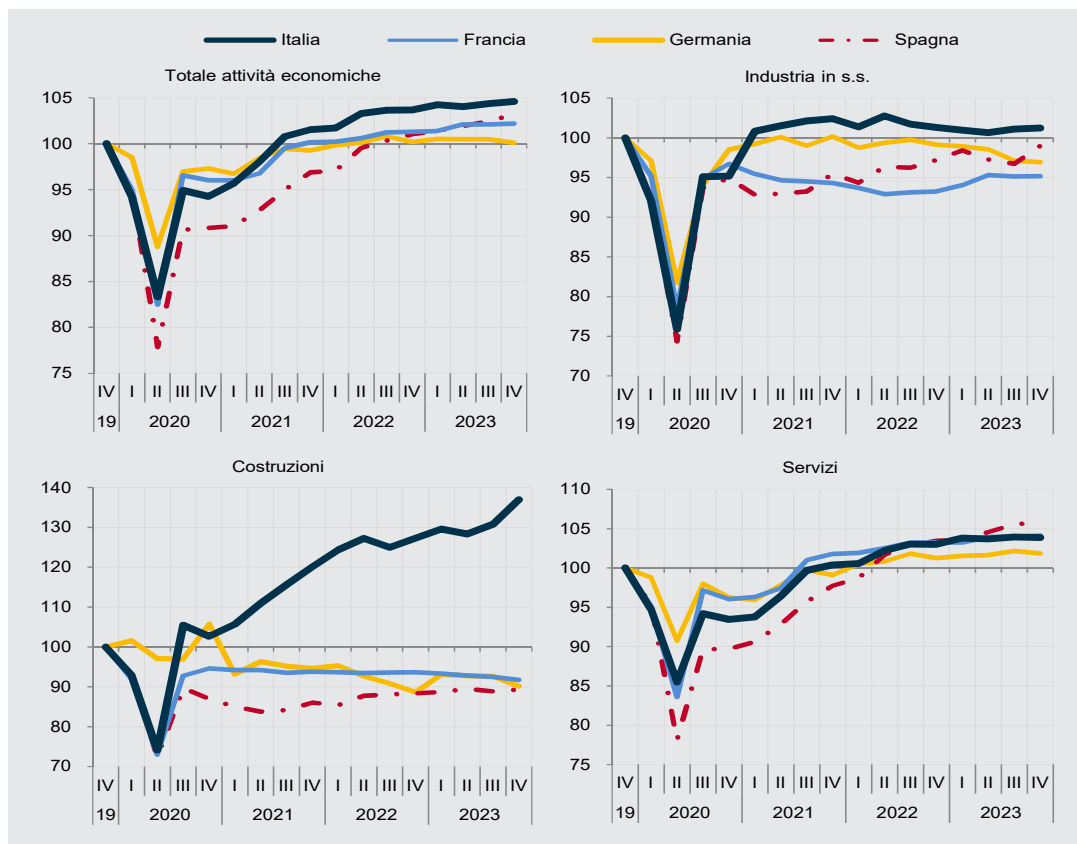 Italia Francia Germania Spagna
Totale attività economiche
105
100
95
90
85
80
75
IV I II III IV I II III IV I II III IV I II III IV
19 2020 2021 2022 2023
Industria in s.s.
105
100
95
90
85
80
75
70
IV I II III IV I II III IV I II III IV I II III IV
19 2020 2021 2022 2023
Costruzioni
140
130
120
110
100
90
80
70
IV I II III IV I II III IV I II III IV I II III IV
19 2020 2021 2022 2023
Servizi
110
105
100
95
90
85
80
75
IV I II III IV I II III IV I II III IV I II III IV
19 2020 2021 2022 2023